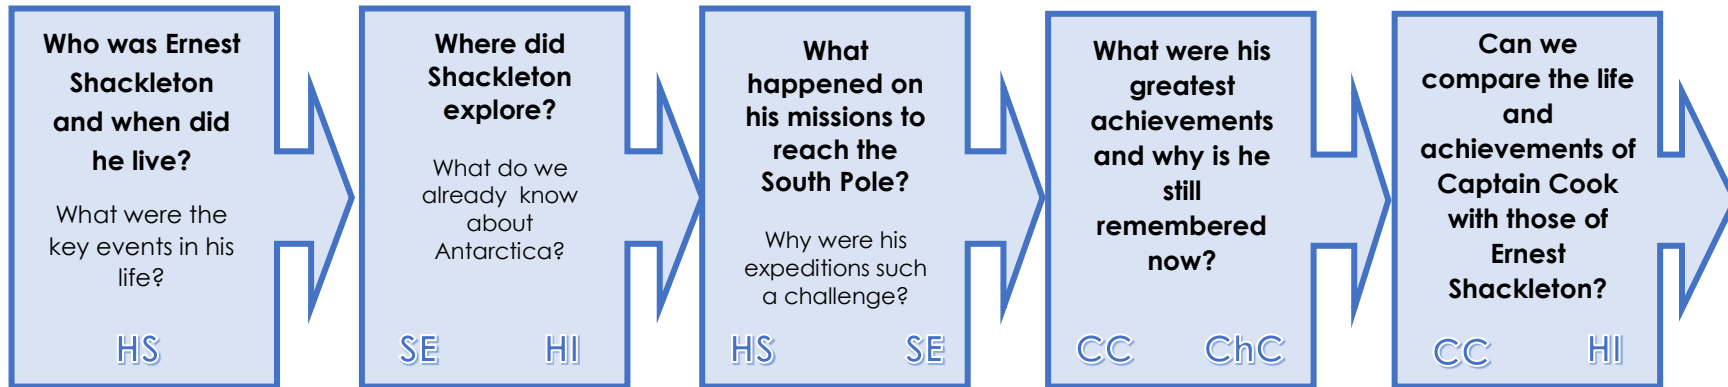 Who was Ernest
Shackleton
and when did
he live?
What were the
key events in his
life?
HS
Where did
Shackleton
explore?
What do we
already know
about
Antarctica?
SE HI
What
happened on
his missions to
reach the
South Pole?
Why were his
expeditions such
a challenge?
HS SE
What were his
greatest
achievements
and why is he
still
remembered
now?
CC ChC
Can we
compare the life
and
achievements of
Captain Cook
with those of
Ernest
Shackleton?
CC HI